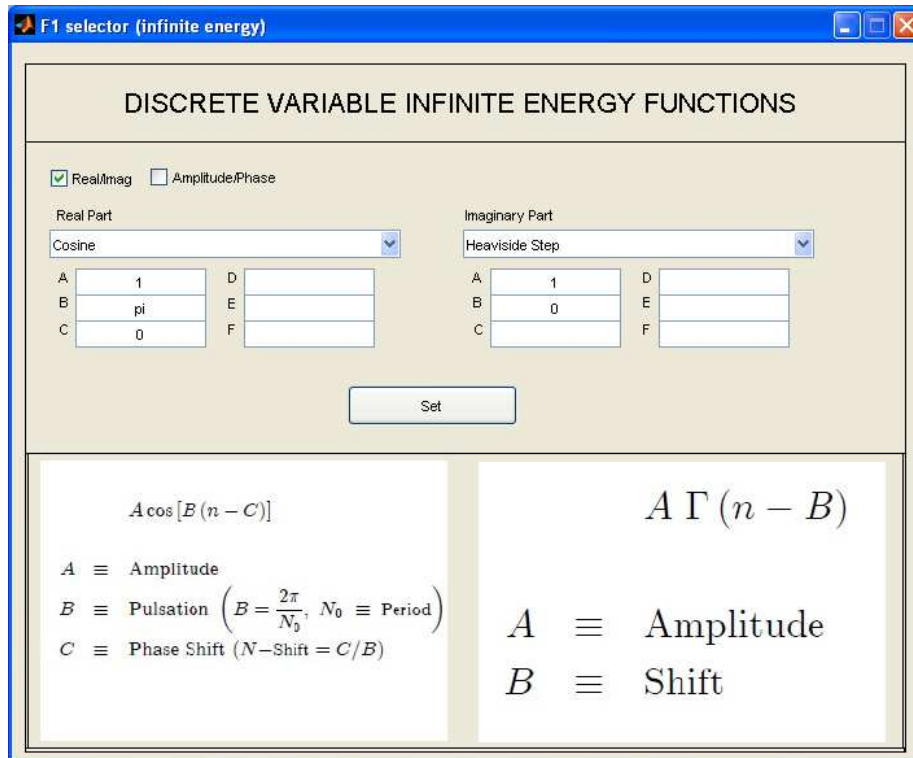 F1 selector (infinite energy)
DISCRETE VARIABLE INFINITE ENERGY FUNCTIONS
Real/Imag Amplitude/Phase
Real Part Imaginary Part
Cosine Heaviside Step
A 1 D A 1 D
B pi E B 0 E
C 0 F C F
Set
A cos [B (n − C)]
A ≡ Amplitude
B ≡ Pulsation (B = 2π/N₀, N₀ ≡ Period)
C ≡ Phase Shift (N−Shift = C/B)
A Γ (n − B)
A ≡ Amplitude
B ≡ Shift